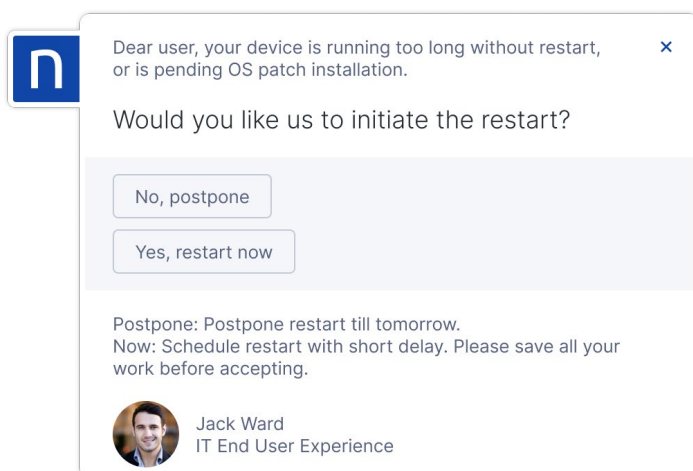 n
Dear user, your device is running too long without restart,
or is pending OS patch installation.
Would you like us to initiate the restart?
No, postpone
Yes, restart now
Postpone: Postpone restart till tomorrow.
Now: Schedule restart with short delay. Please save all your
work before accepting.
Jack Ward
IT End User Experience